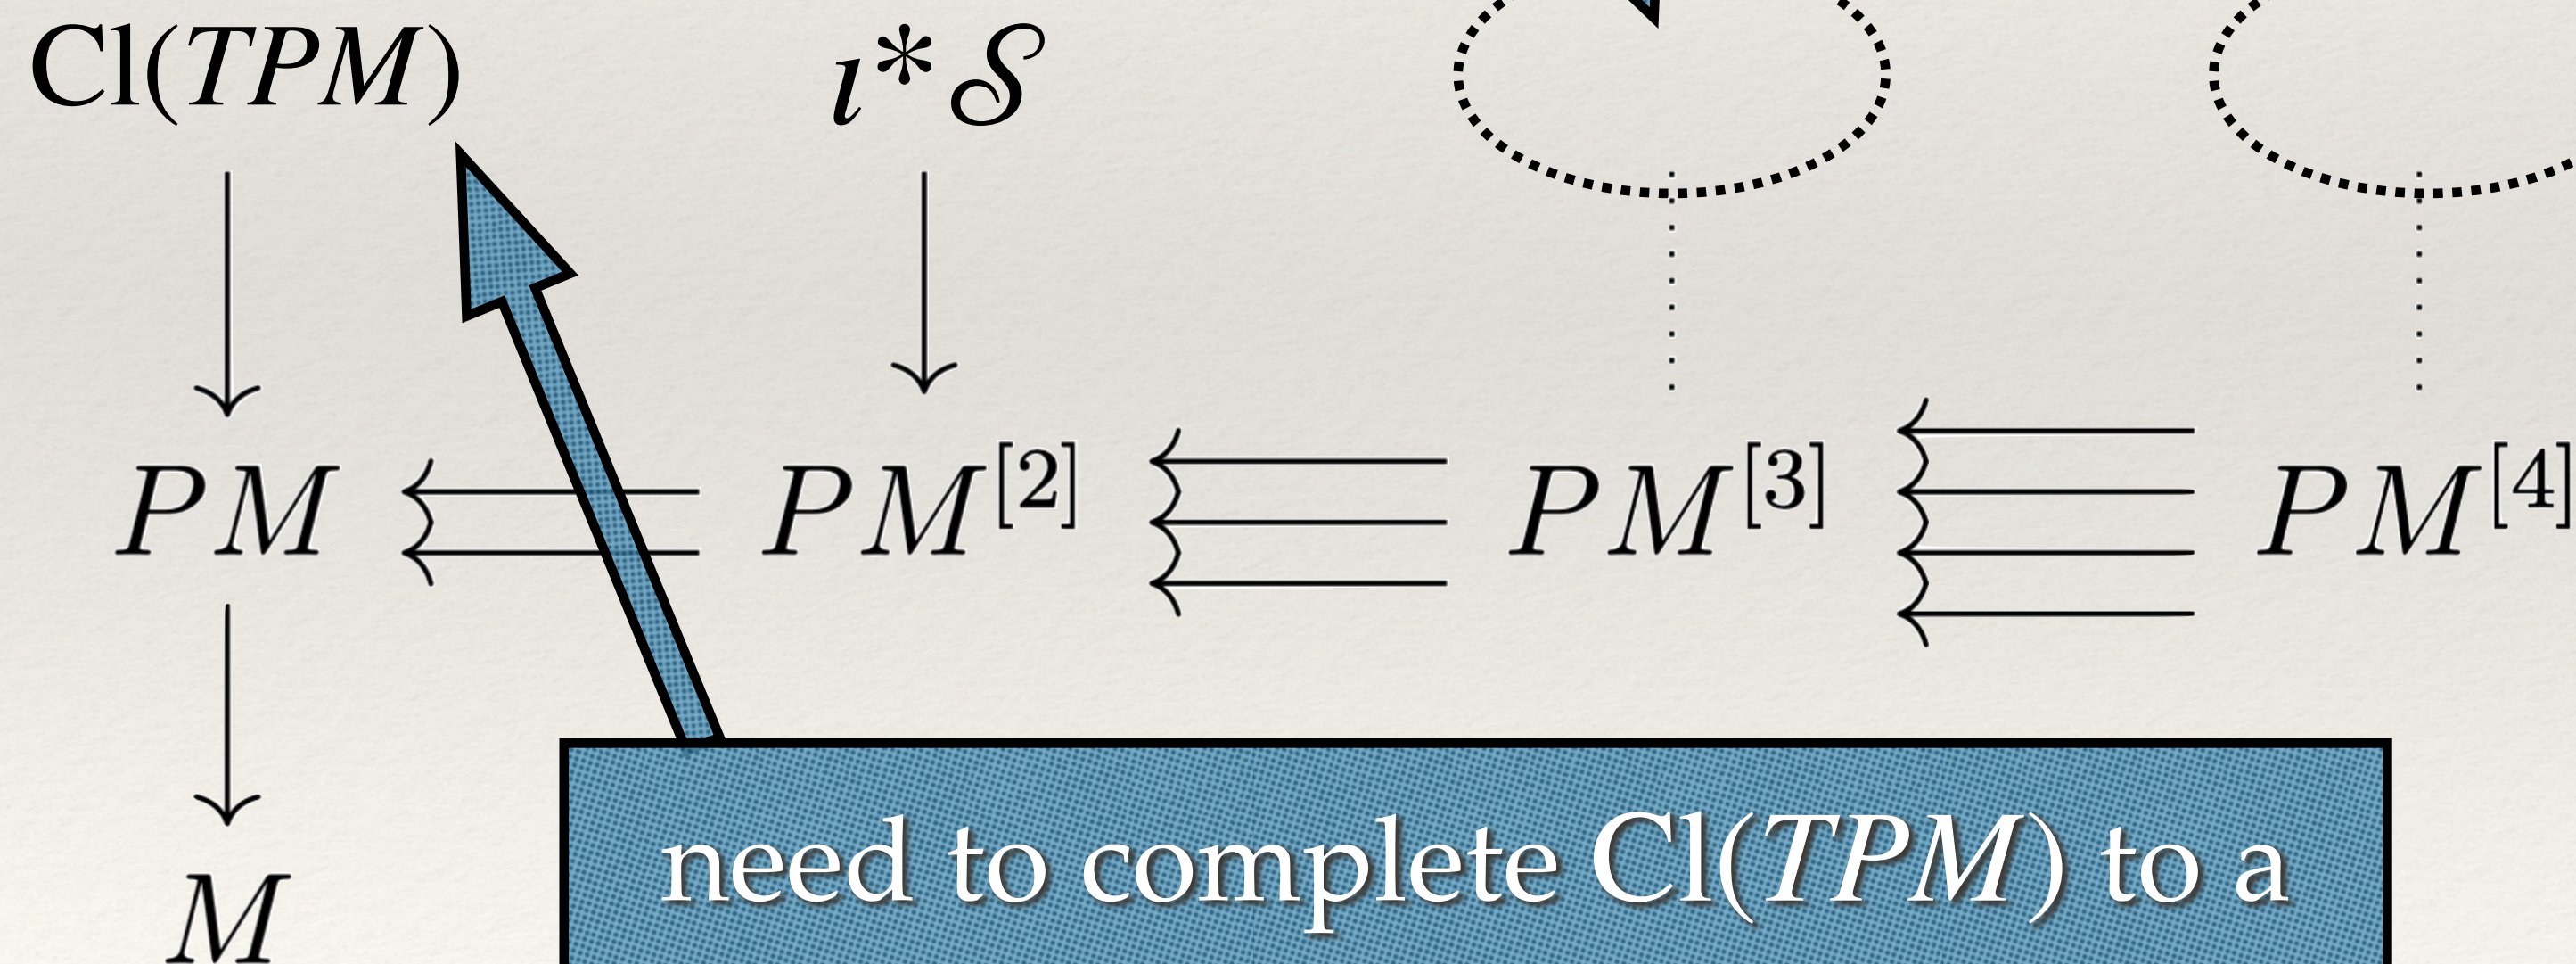 Cl(TPM) ι*𝒮
PM PM^[2] PM^[3] PM^[4]
M
need to complete Cl(TPM) to a